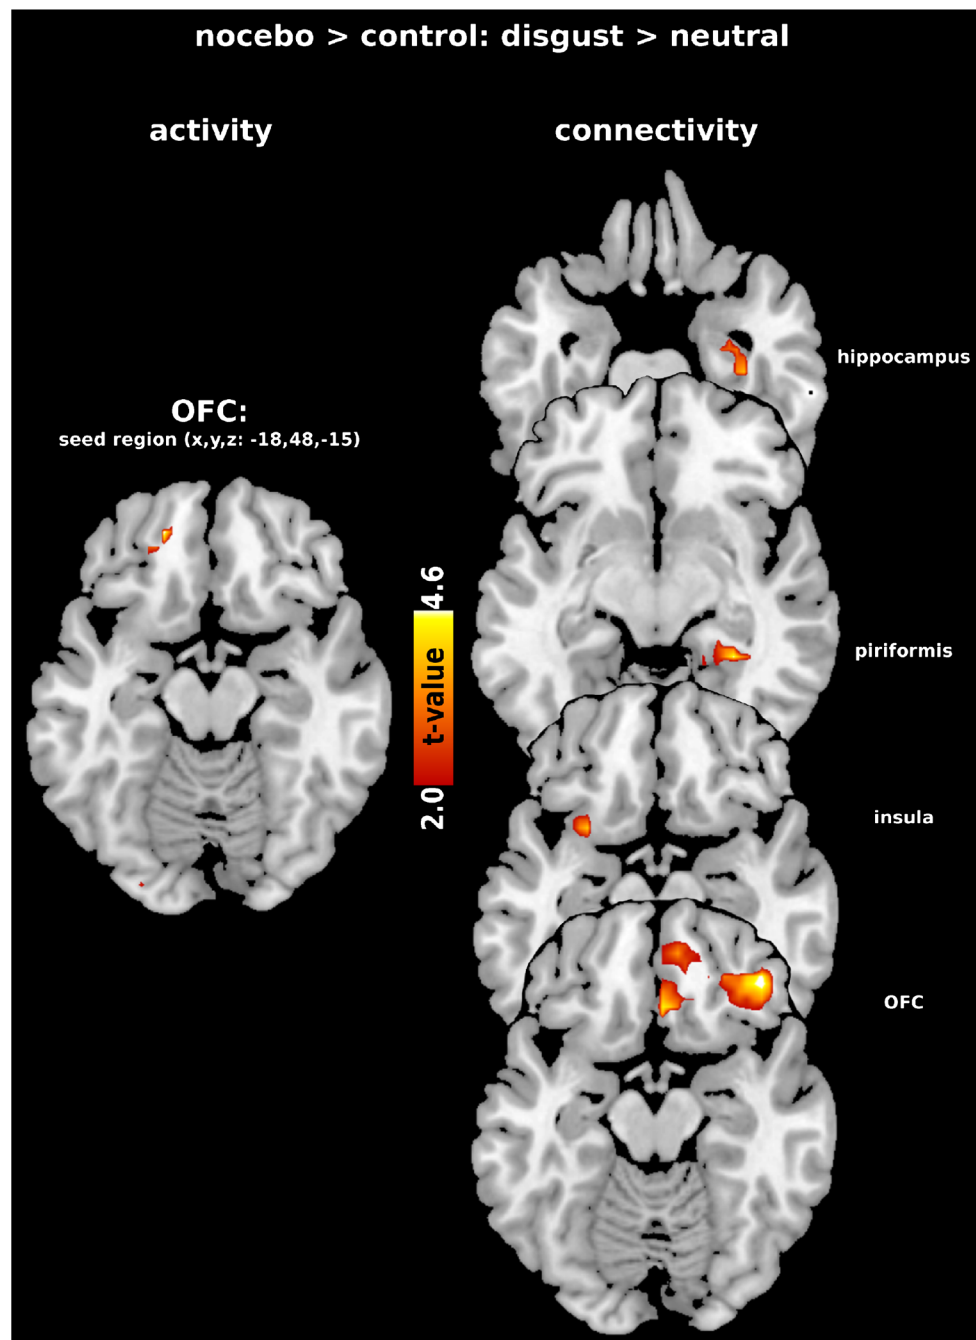 nocebo > control: disgust > neutral
activity
connectivity
hippocampus
OFC:
seed region (x,y,z: -18,48,-15)
4.6
t-value
2.0
piriformis
insula
OFC